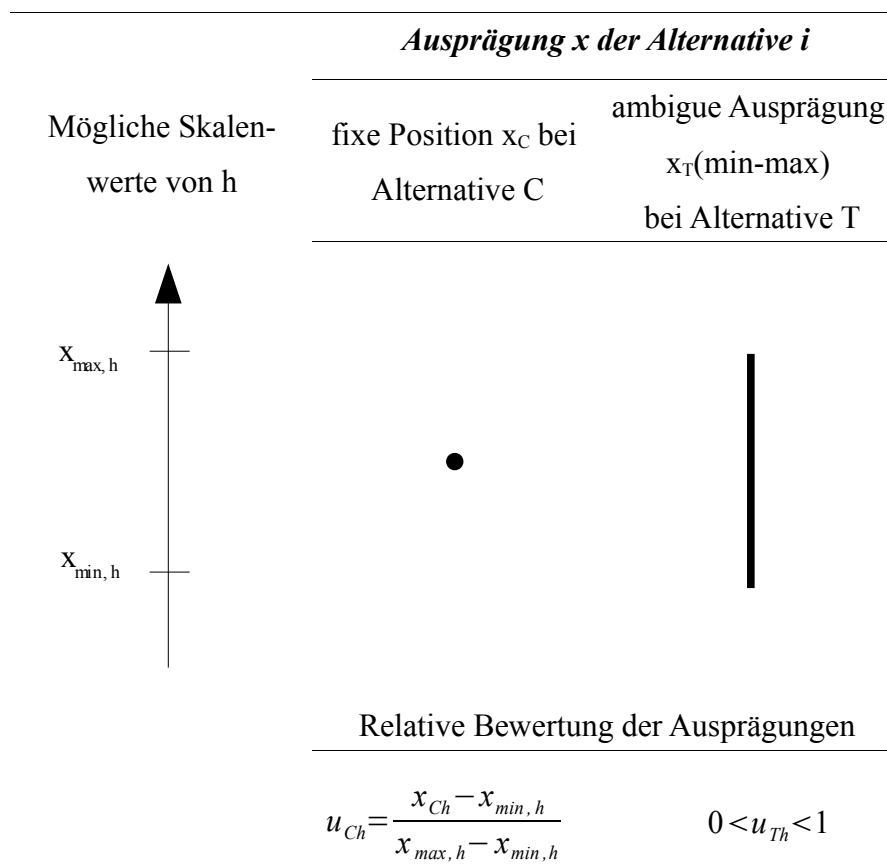 Ausprägung x der Alternative i
Mögliche Skalen-
werte von h
fixe Position x_C bei
Alternative C
ambigue Ausprägung
x_T(min-max)
bei Alternative T
x_max, h
x_min, h
Relative Bewertung der Ausprägungen
u_Ch = (x_Ch − x_min, h) / (x_max, h − x_min, h)
0 < u_Th < 1